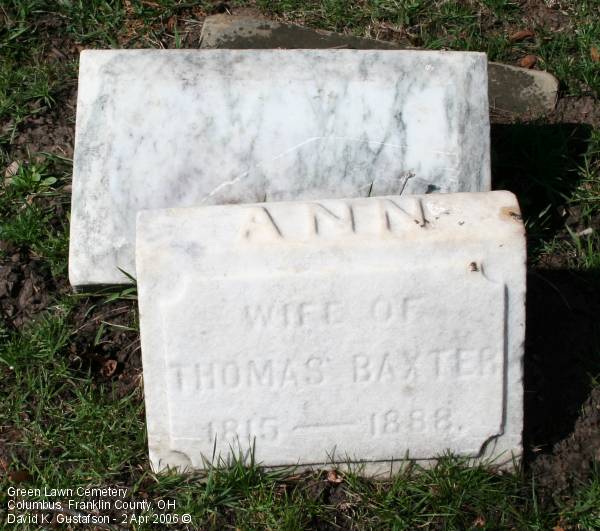 ANN
WIFE OF
THOMAS BAXTER
1815 — 1888.
Green Lawn Cemetery
Columbus, Franklin County, OH
David K. Gustafson - 2 Apr 2006 ©